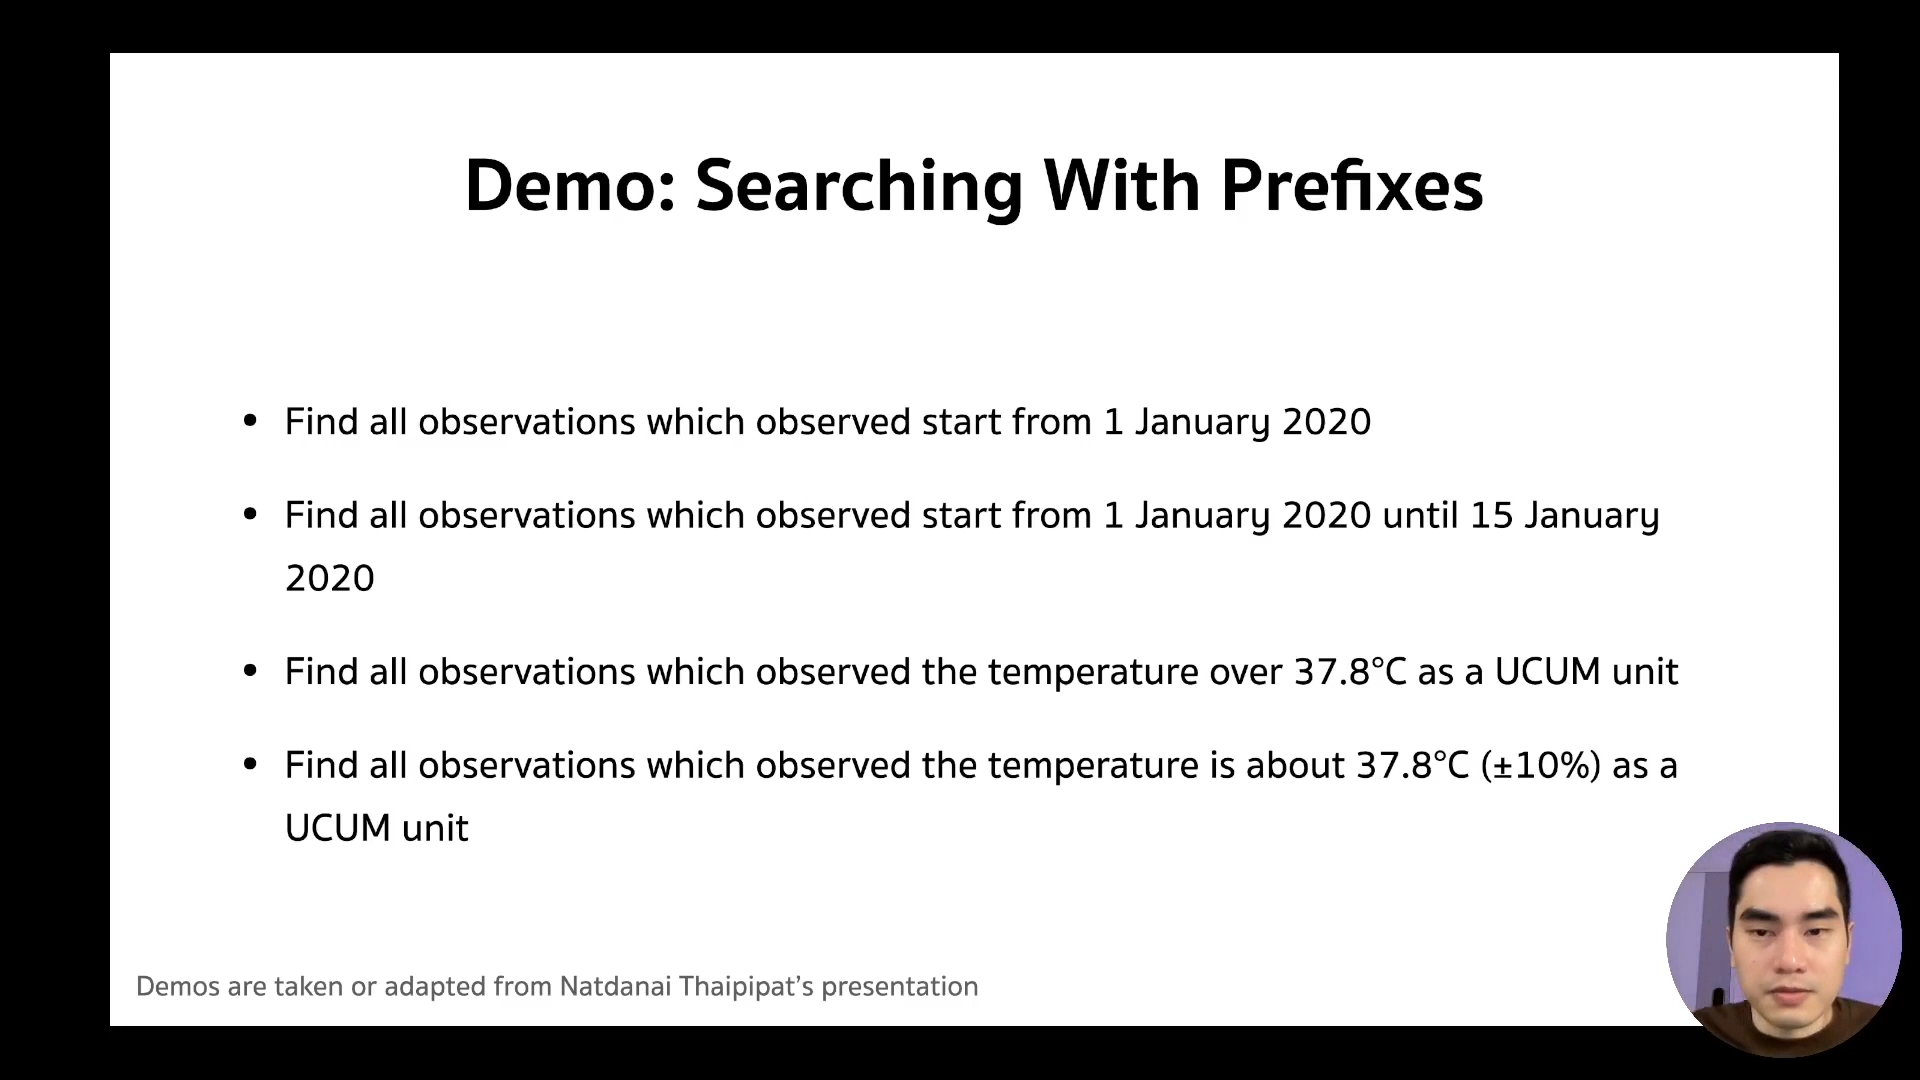 Demo: Searching With Prefixes
• Find all observations which observed start from 1 January 2020
• Find all observations which observed start from 1 January 2020 until 15 January
2020
• Find all observations which observed the temperature over 37.8°C as a UCUM unit
• Find all observations which observed the temperature is about 37.8°C (±10%) as a
UCUM unit
Demos are taken or adapted from Natdanai Thaipipat’s presentation